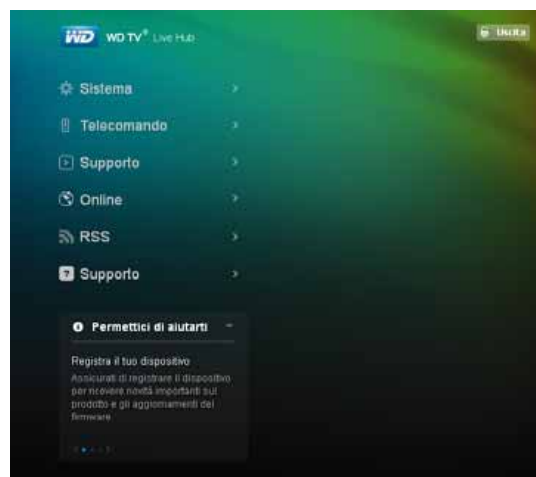 WD WD TV® Live Hub
Uscita
Sistema
Telecomando
Supporto
Online
RSS
? Supporto
Permettici di aiutarti
Registra il tuo dispositivo
Assicurati di registrare il dispositivo
per ricevere novità importanti sul
prodotto e gli aggiornamenti del
firmware